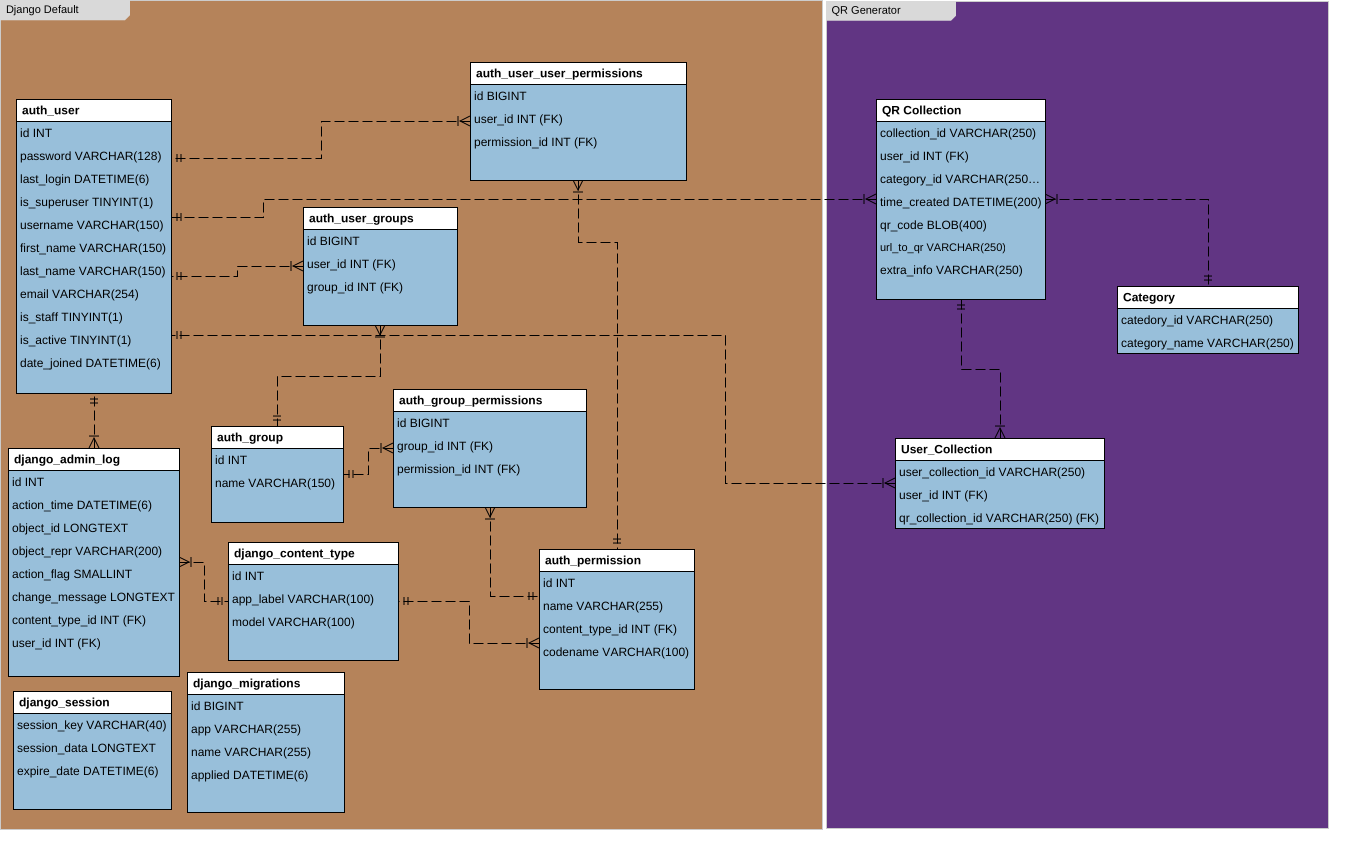 Django Default
auth_user
id INT
password VARCHAR(128)
last_login DATETIME(6)
is_superuser TINYINT(1)
username VARCHAR(150)
first_name VARCHAR(150)
last_name VARCHAR(150)
email VARCHAR(254)
is_staff TINYINT(1)
is_active TINYINT(1)
date_joined DATETIME(6)
auth_user_user_permissions
id BIGINT
user_id INT (FK)
permission_id INT (FK)
auth_user_groups
id BIGINT
user_id INT (FK)
group_id INT (FK)
auth_group_permissions
id BIGINT
group_id INT (FK)
permission_id INT (FK)
auth_group
id INT
name VARCHAR(150)
django_admin_log
id INT
action_time DATETIME(6)
object_id LONGTEXT
object_repr VARCHAR(200)
action_flag SMALLINT
change_message LONGTEXT
content_type_id INT (FK)
user_id INT (FK)
django_content_type
id INT
app_label VARCHAR(100)
model VARCHAR(100)
auth_permission
id INT
name VARCHAR(255)
content_type_id INT (FK)
codename VARCHAR(100)
django_session
session_key VARCHAR(40)
session_data LONGTEXT
expire_date DATETIME(6)
django_migrations
id BIGINT
app VARCHAR(255)
name VARCHAR(255)
applied DATETIME(6)
QR Generator
QR Collection
collection_id VARCHAR(250)
user_id INT (FK)
category_id VARCHAR(250...
time_created DATETIME(200)
qr_code BLOB(400)
url_to_qr VARCHAR(250)
extra_info VARCHAR(250)
Category
catedory_id VARCHAR(250)
category_name VARCHAR(250)
User_Collection
user_collection_id VARCHAR(250)
user_id INT (FK)
qr_collection_id VARCHAR(250) (FK)